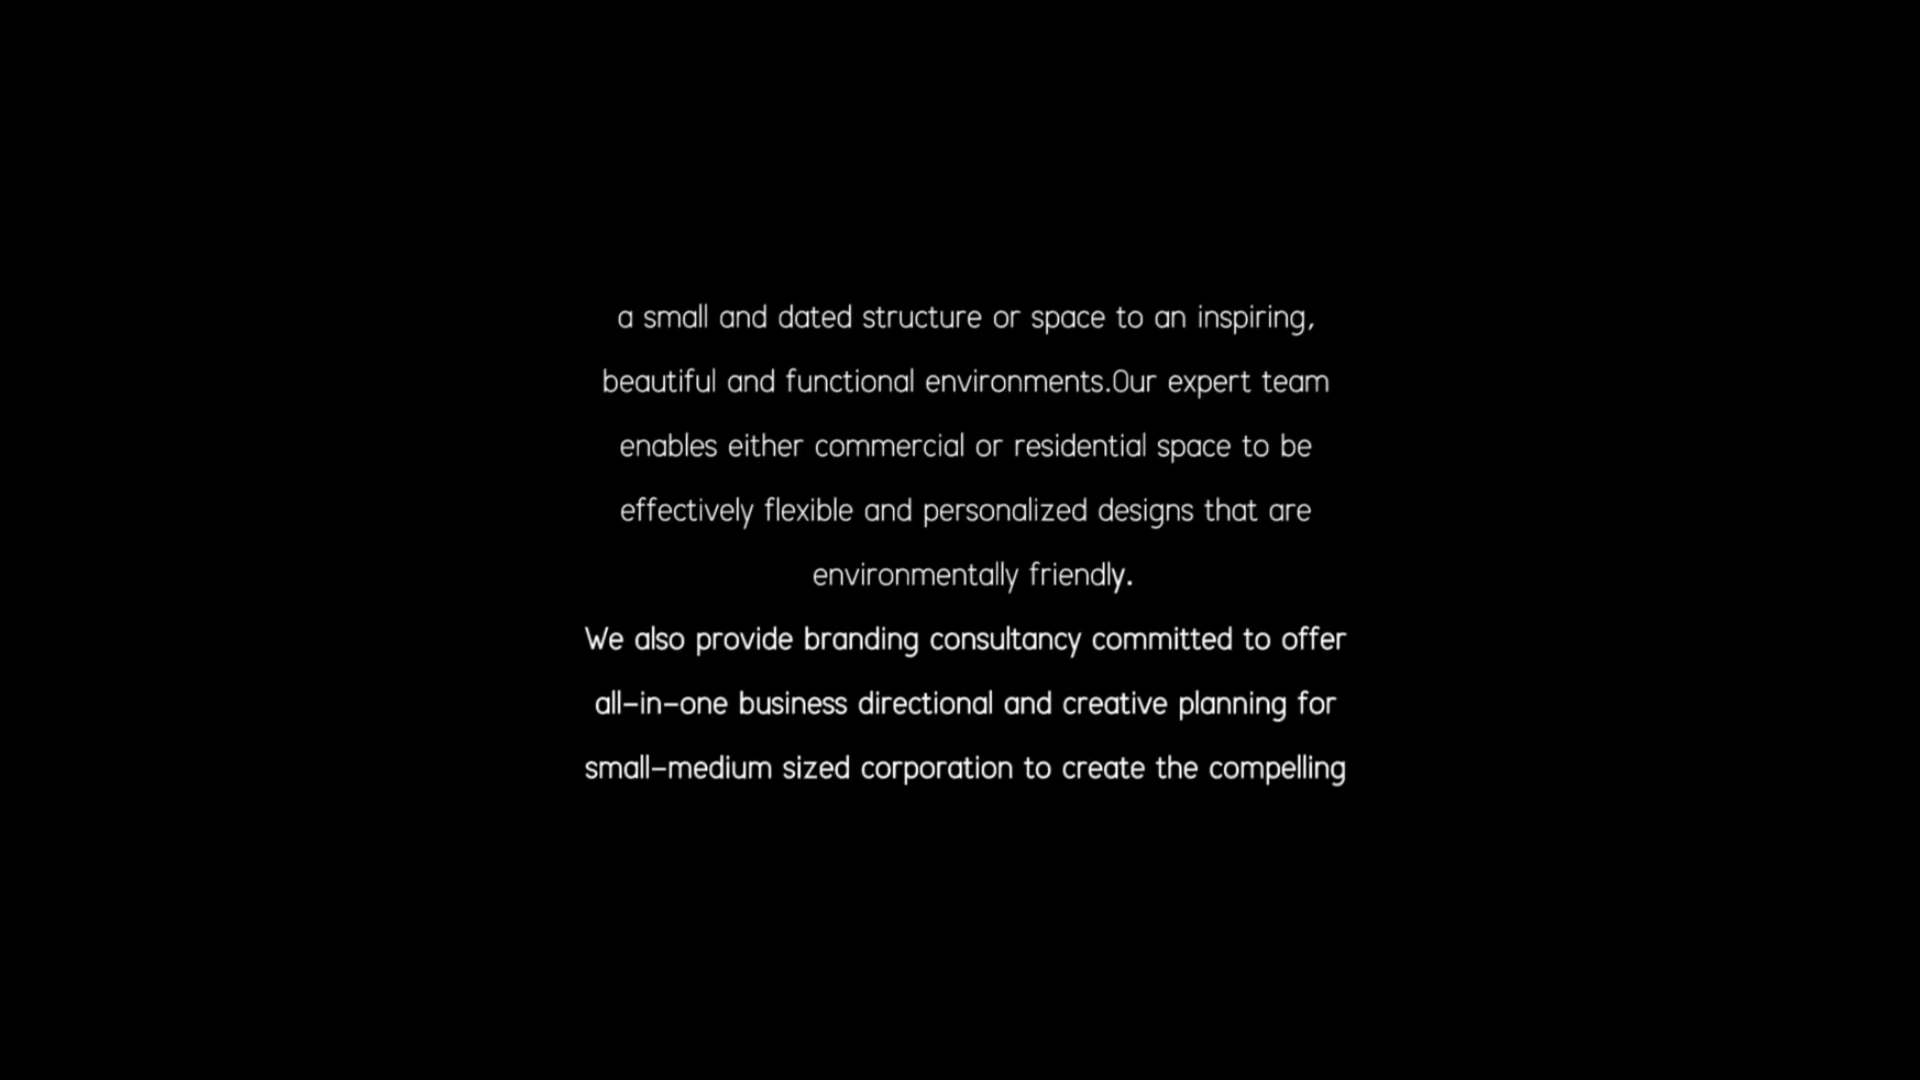 a small and dated structure or space to an inspiring,
beautiful and functional environments.Our expert team
enables either commercial or residential space to be
effectively flexible and personalized designs that are
environmentally friendly.
We also provide branding consultancy committed to offer
all-in-one business directional and creative planning for
small-medium sized corporation to create the compelling